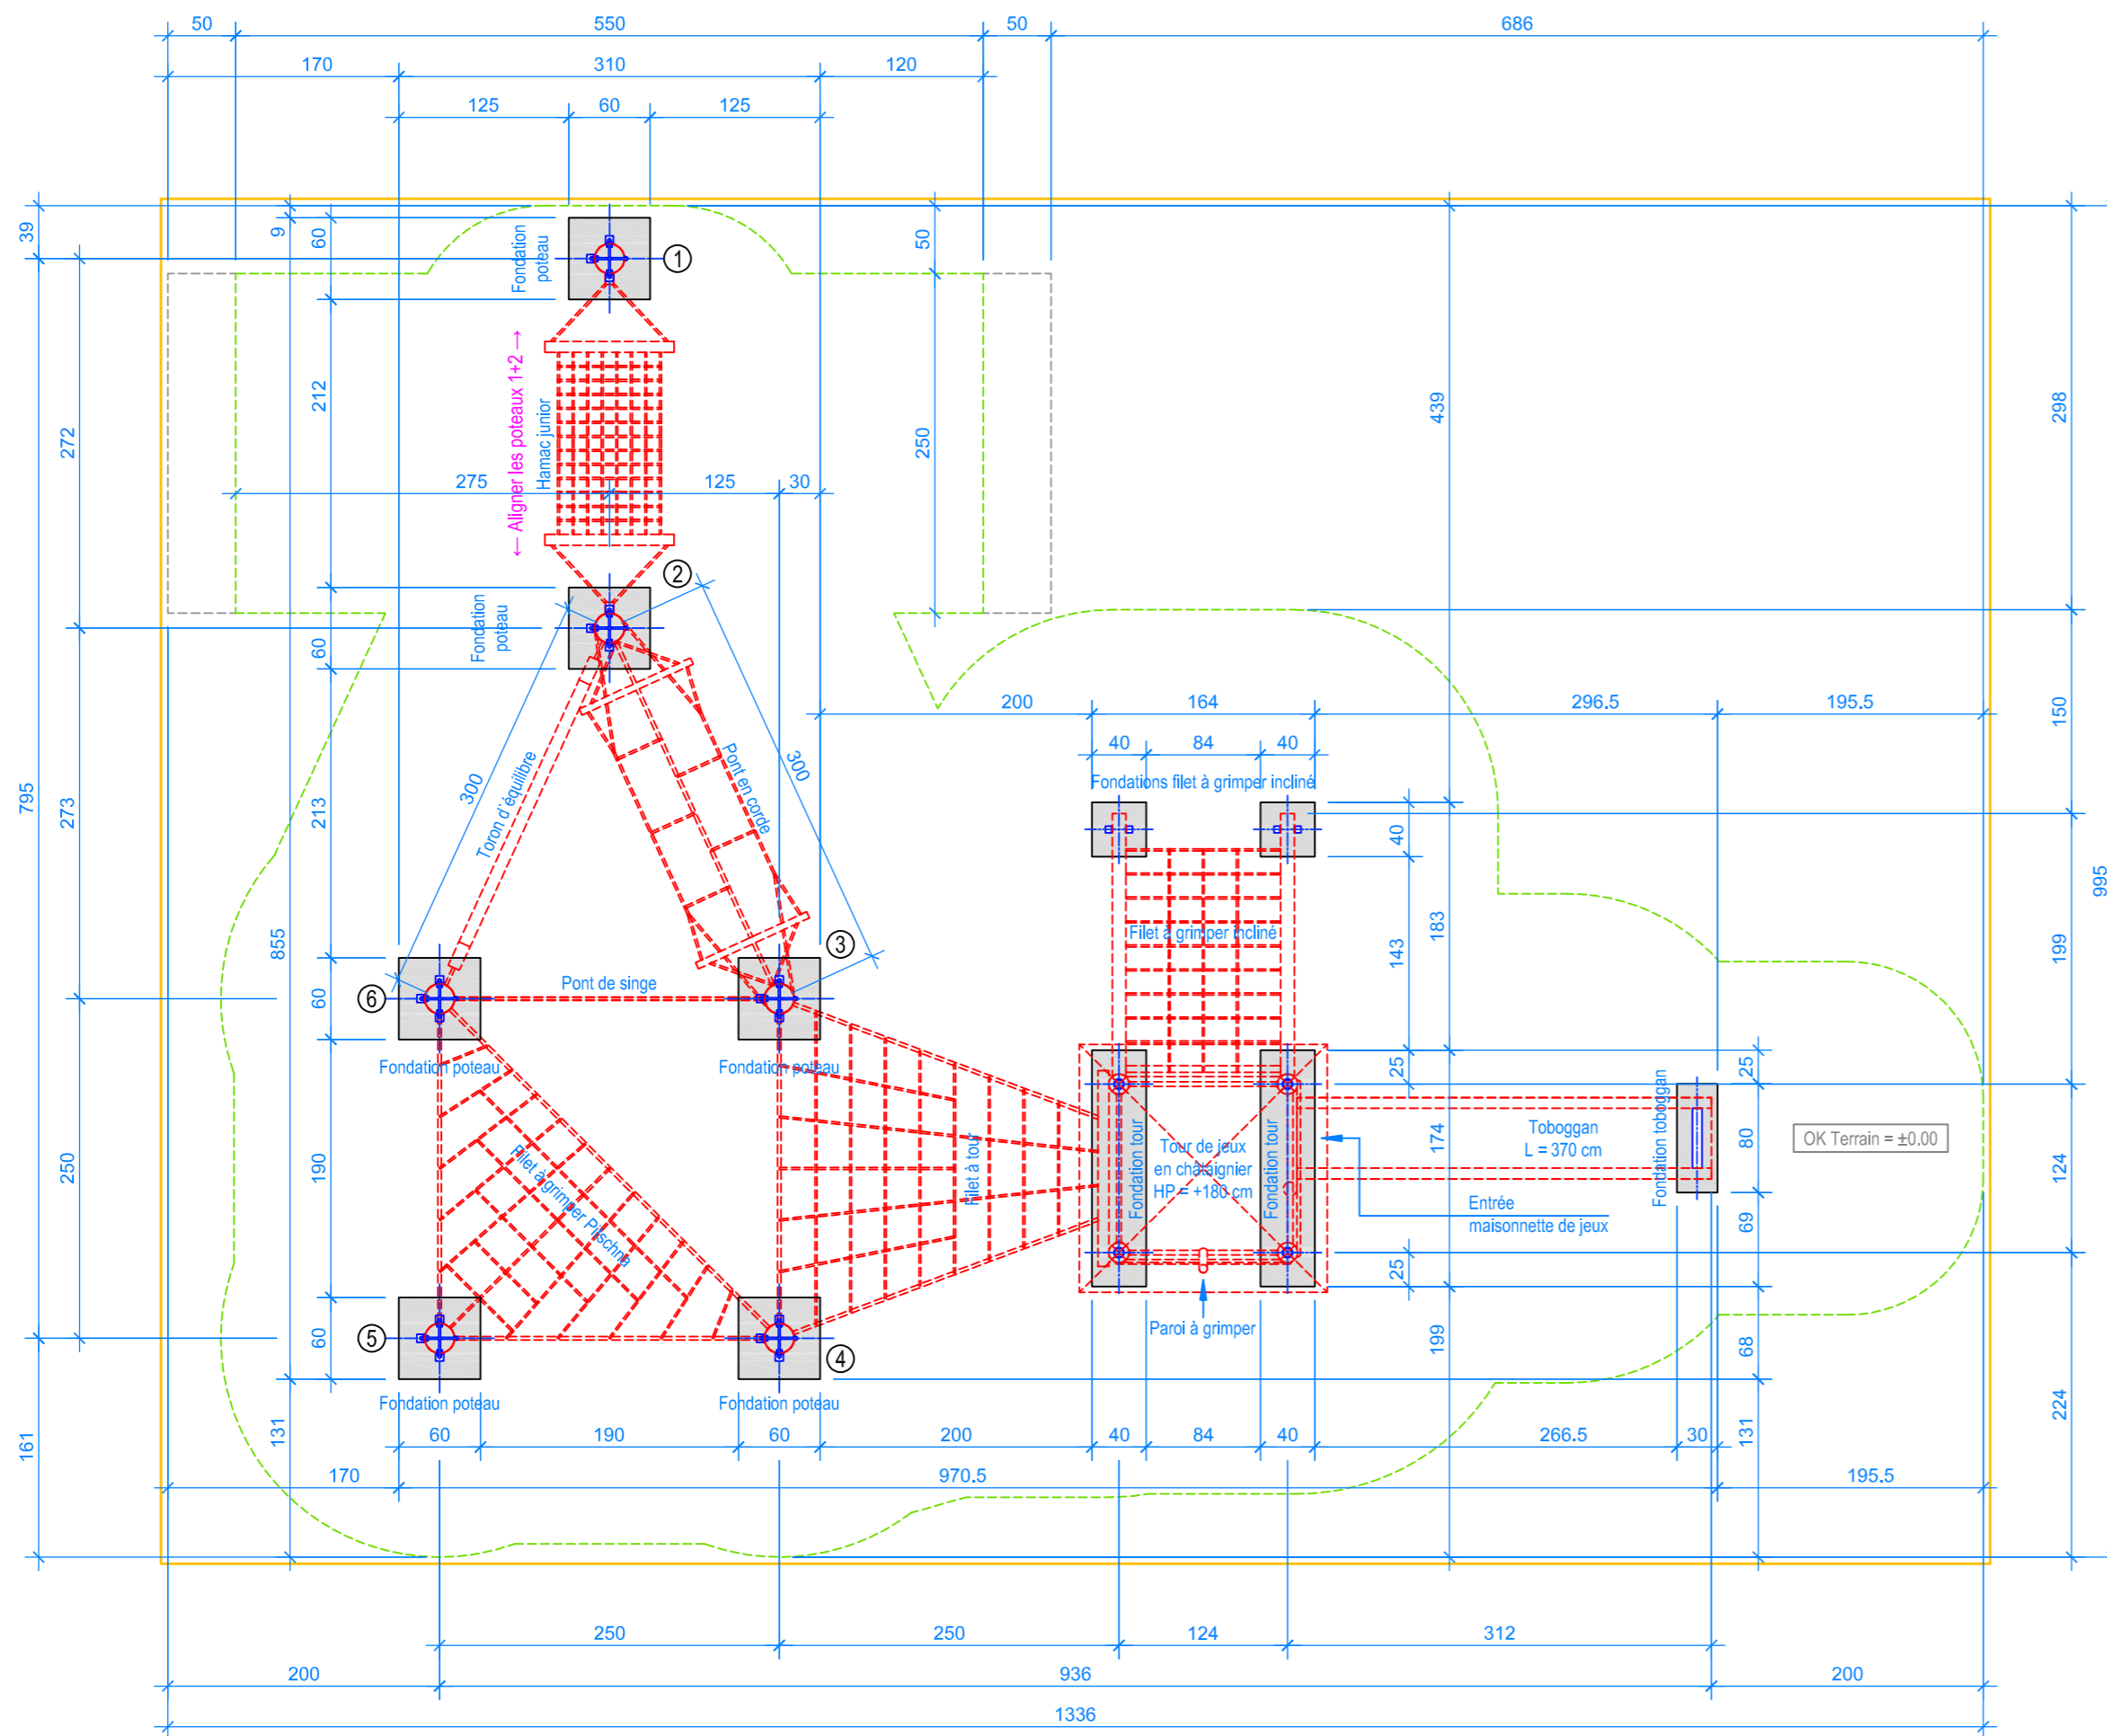 50
550
50
686
170
310
120
125
60
125
39
9
60
50
Fondation
poteau
1
← Aligner les poteaux 1+2 →
Hamac junior
212
272
250
439
298
275
125
30
2
Fondation
poteau
60
200
164
296.5
195.5
150
40
84
40
Fondations filet à grimper incliné
300
Toron d'équilibre
Pont en corde
300
795
273
213
40
995
855
3
143
183
199
Filet à grimper incliné
6
Pont de singe
60
Fondation poteau
Fondation poteau
25
25
Filet à grimper Pitschna
Filet à tour
Fondation tour
Tour de jeux
en châtaignier
HP = +180 cm
Fondation tour
Toboggan
L = 370 cm
Fondation toboggan
OK Terrain = ±0,00
250
190
174
80
124
Entrée
maisonnette de jeux
69
25
Paroi à grimper
5
60
4
199
68
Fondation poteau
Fondation poteau
161
131
60
190
60
200
40
84
40
266.5
30
131
224
170
970.5
195.5
250
250
124
312
200
936
200
1336